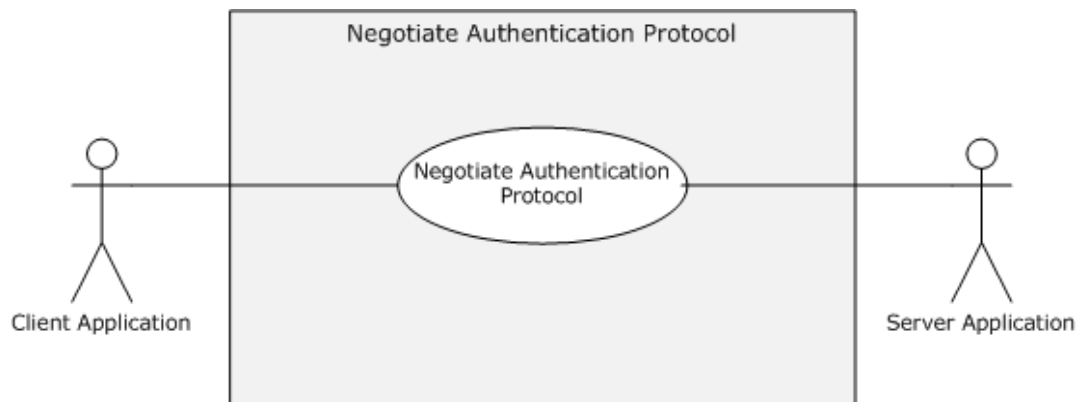 Negotiate Authentication Protocol
Negotiate Authentication
Protocol
Client Application
Server Application